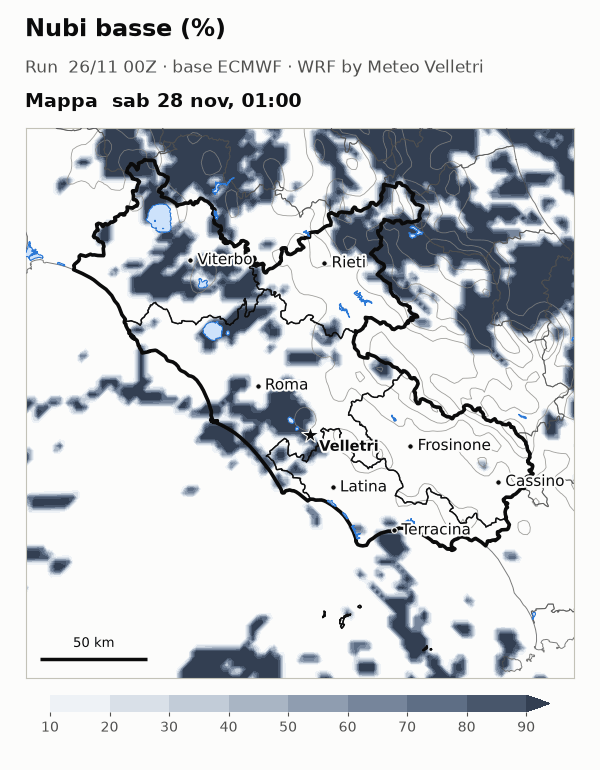 Nubi basse (%)
Run  26/11 00Z · base ECMWF · WRF by Meteo Velletri
Mappa  sab 28 nov, 01:00
Viterbo
Rieti
Roma
Velletri
Frosinone
Cassino
Latina
Terracina
50 km
10 20 30 40 50 60 70 80 90